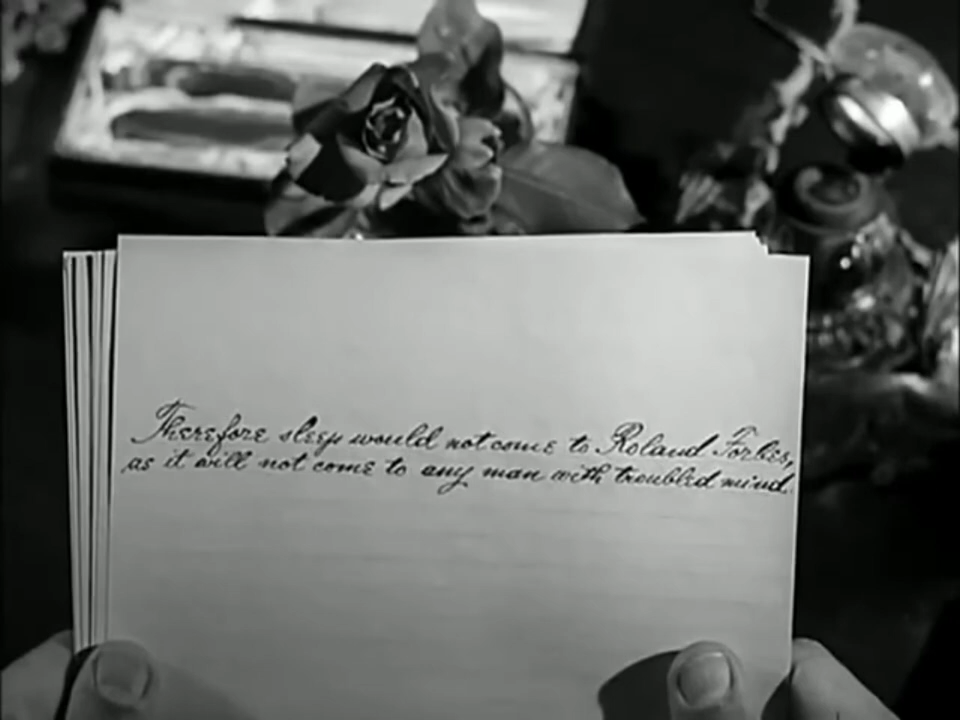 Therefore sleep would not come to Roland Forbes,
as it will not come to any man with troubled mind.